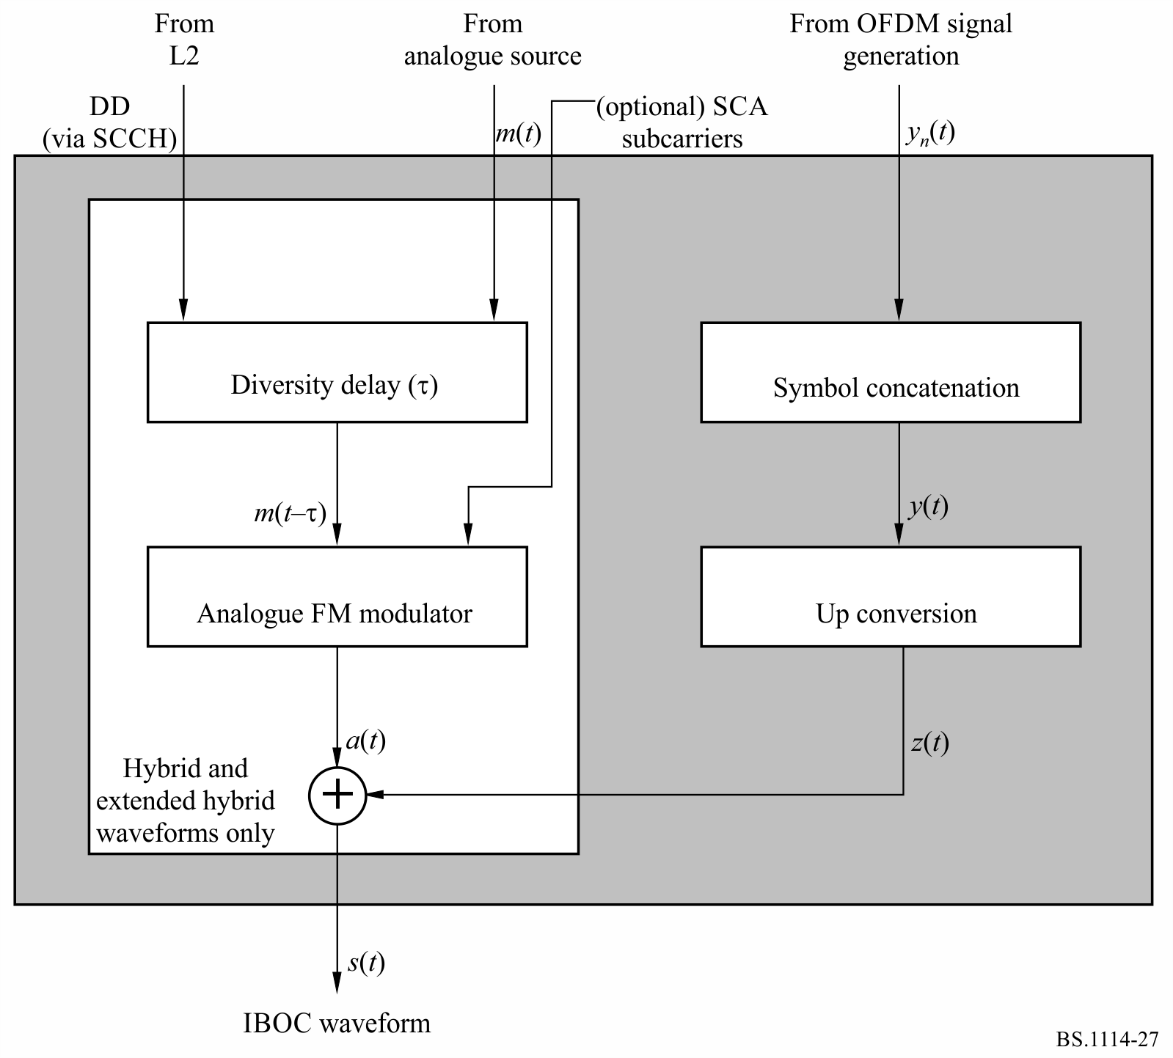 From
L2
From
analogue source
From OFDM signal
generation
DD
(via SCCH)
m(t)
(optional) SCA
subcarriers
yn(t)
Diversity delay (τ)
Symbol concatenation
m(t–τ)
y(t)
Analogue FM modulator
Up conversion
a(t)
z(t)
Hybrid and
extended hybrid
waveforms only
+
s(t)
IBOC waveform
BS.1114-27